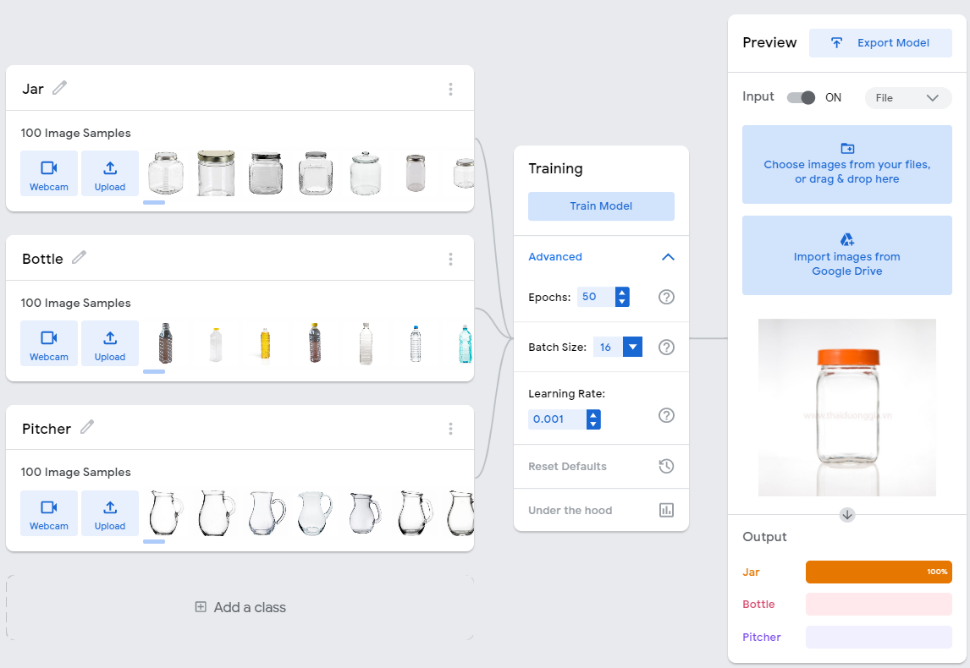 Jar
100 Image Samples
Webcam
Upload
Bottle
100 Image Samples
Webcam
Upload
Pitcher
100 Image Samples
Webcam
Upload
Add a class
Training
Train Model
Advanced
Epochs: 50
Batch Size: 16
Learning Rate:
0.001
Reset Defaults
Under the hood
Preview
Export Model
Input ON File
Choose images from your files,
or drag & drop here
Import images from
Google Drive
Output
Jar 100%
Bottle
Pitcher